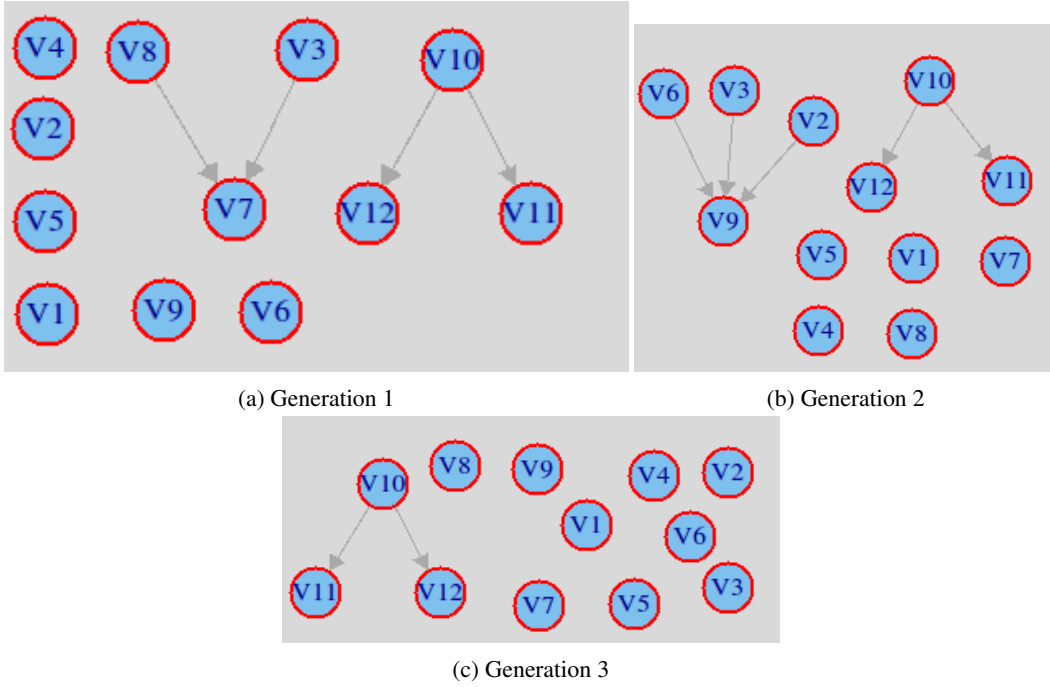 V4 V8 V3 V10
V2
V7 V12 V11
V5
V1 V9 V6
(a) Generation 1
V6 V3 V2 V10
V12 V11
V9
V5 V1 V7
V4 V8
(b) Generation 2
V10 V8 V9 V4 V2
V1 V6
V11 V12 V7 V5 V3
(c) Generation 3